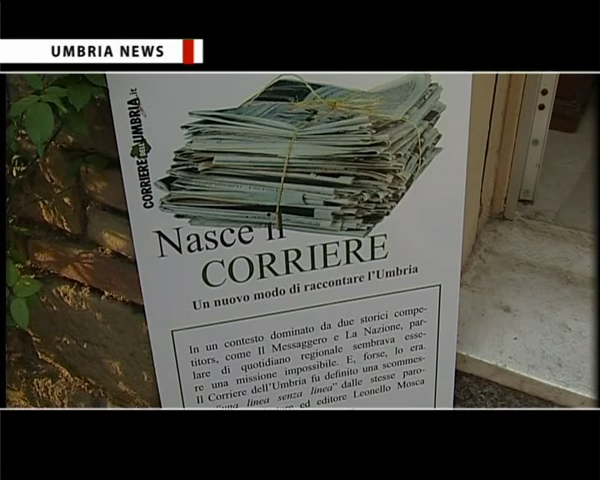 UMBRIA NEWS
CORRIERE dell'UMBRIA.it
Nasce il
CORRIERE
Un nuovo modo di raccontare l'Umbria
In un contesto dominato da due storici compe-
titors, come Il Messaggero e La Nazione, par-
lare di quotidiano regionale sembrava esse-
re una missione impossibile. E, forse, lo era.
Il Corriere dell'Umbria fu definito una scommes-
"una linea senza linea" dalle stesse paro-
ed editore Leonello Mosca